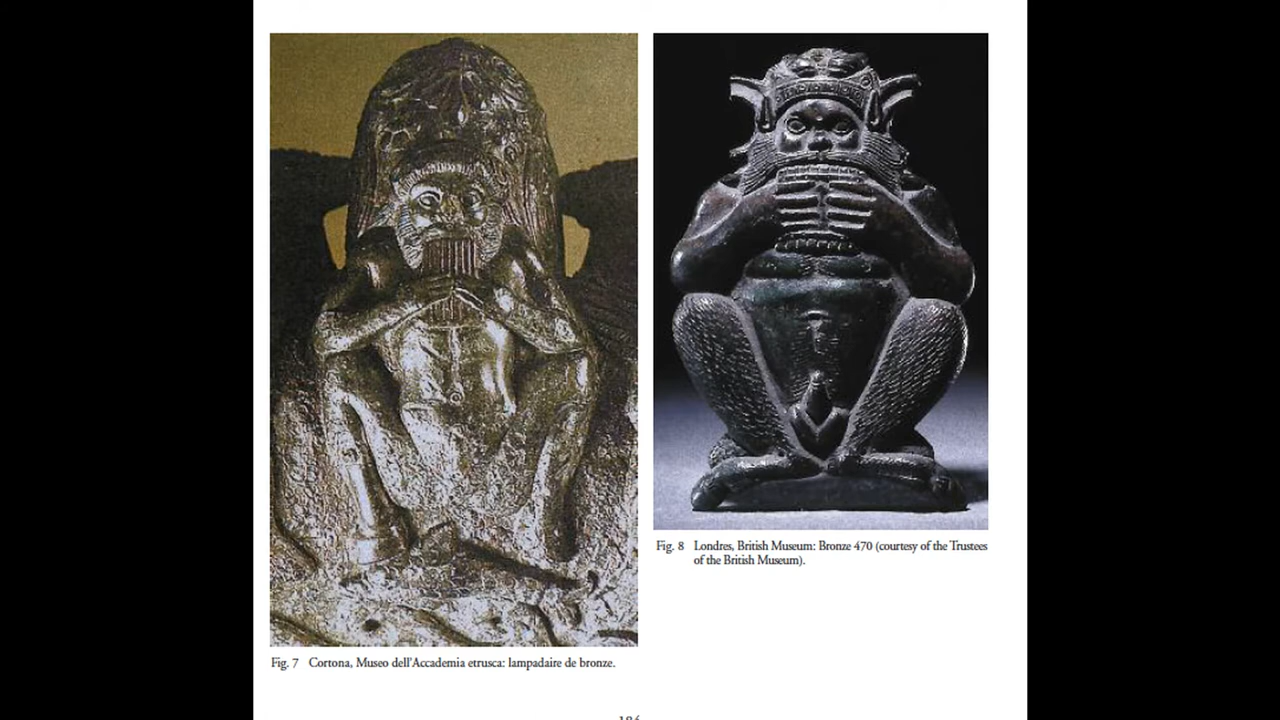 Fig. 7 Cortona, Museo dell'Accademia etrusca: lampadaire de bronze.
Fig. 8 Londres, British Museum: Bronze 470 (courtesy of the Trustees
of the British Museum).